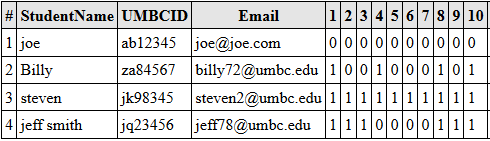 # StudentName UMBCID Email 1 2 3 4 5 6 7 8 9 10
1 joe ab12345 joe@joe.com 0 0 0 0 0 0 0 0 0 0
2 Billy za84567 billy72@umbc.edu 1 0 0 1 0 0 0 1 0 1
3 steven jk98345 steven2@umbc.edu 1 1 1 1 1 1 1 1 1 1
4 jeff smith jq23456 jeff78@umbc.edu 1 1 1 0 0 0 0 1 1 1